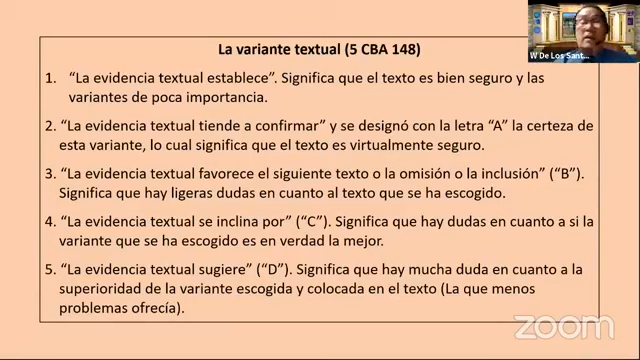 La variante textual (5 CBA 148)
1. “La evidencia textual establece”. Significa que el texto es bien seguro y las
variantes de poca importancia.
2. “La evidencia textual tiende a confirmar” y se designó con la letra “A” la certeza de
esta variante, lo cual significa que el texto es virtualmente seguro.
3. “La evidencia textual favorece el siguiente texto o la omisión o la inclusión” (“B”).
Significa que hay ligeras dudas en cuanto al texto que se ha escogido.
4. “La evidencia textual se inclina por” (“C”). Significa que hay dudas en cuanto a si la
variante que se ha escogido es en verdad la mejor.
5. “La evidencia textual sugiere” (“D”). Significa que hay mucha duda en cuanto a la
superioridad de la variante escogida y colocada en el texto (La que menos
problemas ofrecía).
W De Los Sant...
zoom